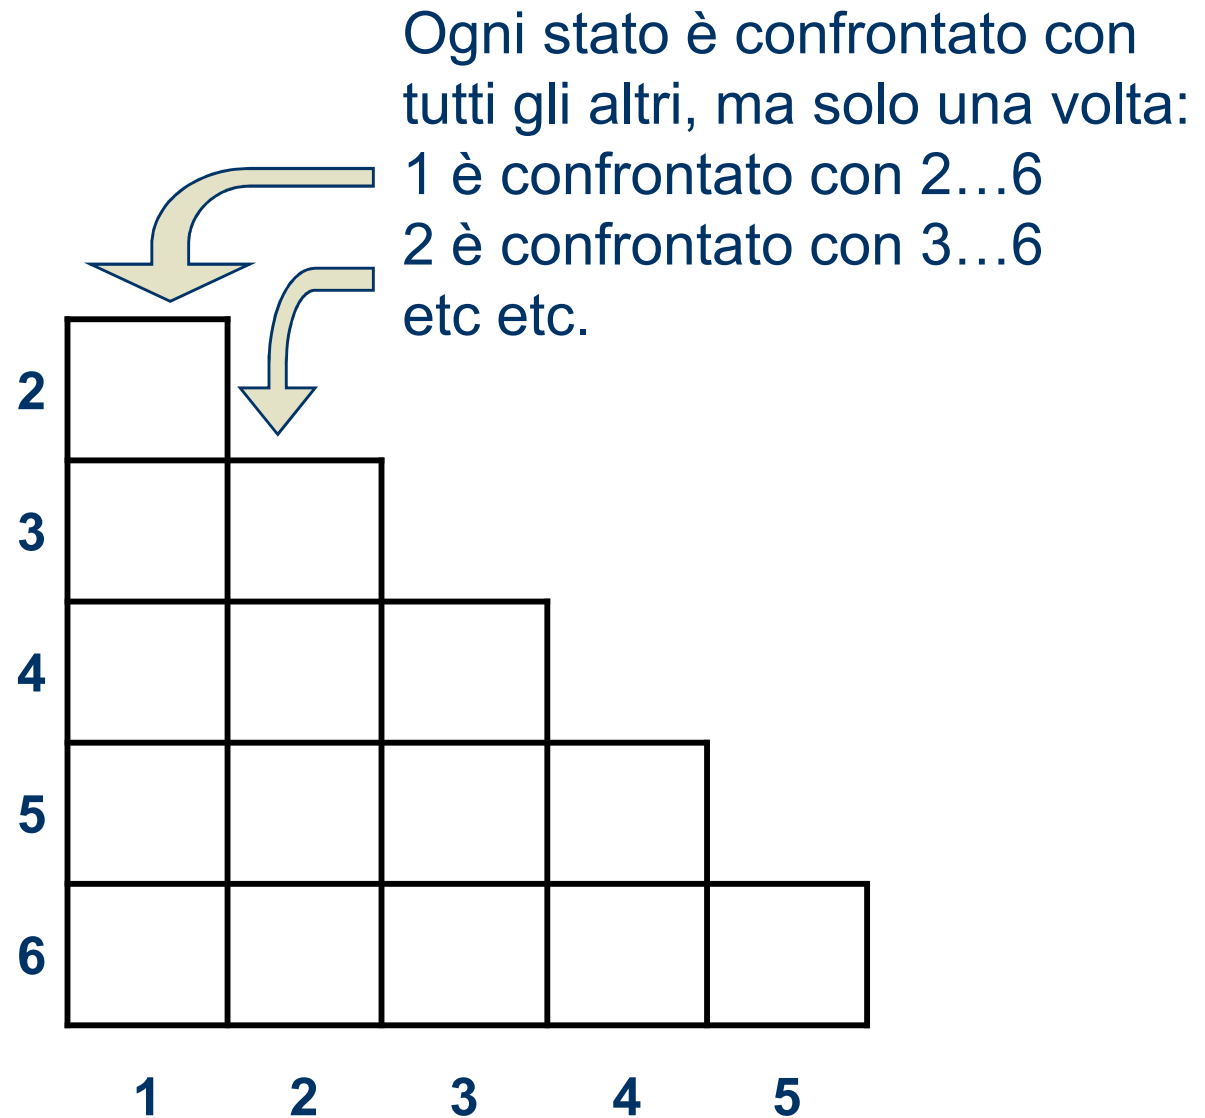 Ogni stato è confrontato con
tutti gli altri, ma solo una volta:
1 è confrontato con 2…6
2 è confrontato con 3…6
etc etc.
2
3
4
5
6
1 2 3 4 5